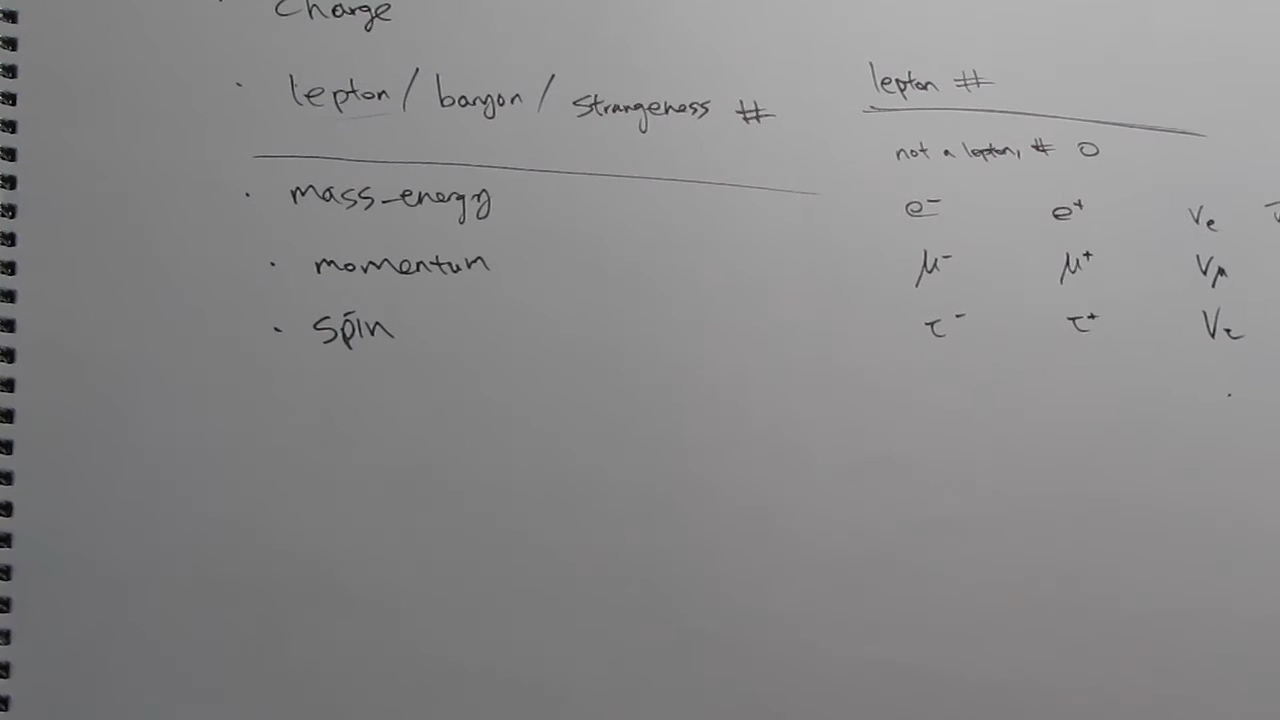 Charge
· lepton / baryon / strangeness #
· mass-energy
· momentum
· spin
lepton #
not a lepton, # 0
e⁻ e⁺ νe
μ⁻ μ⁺ νμ
τ⁻ τ⁺ ντ